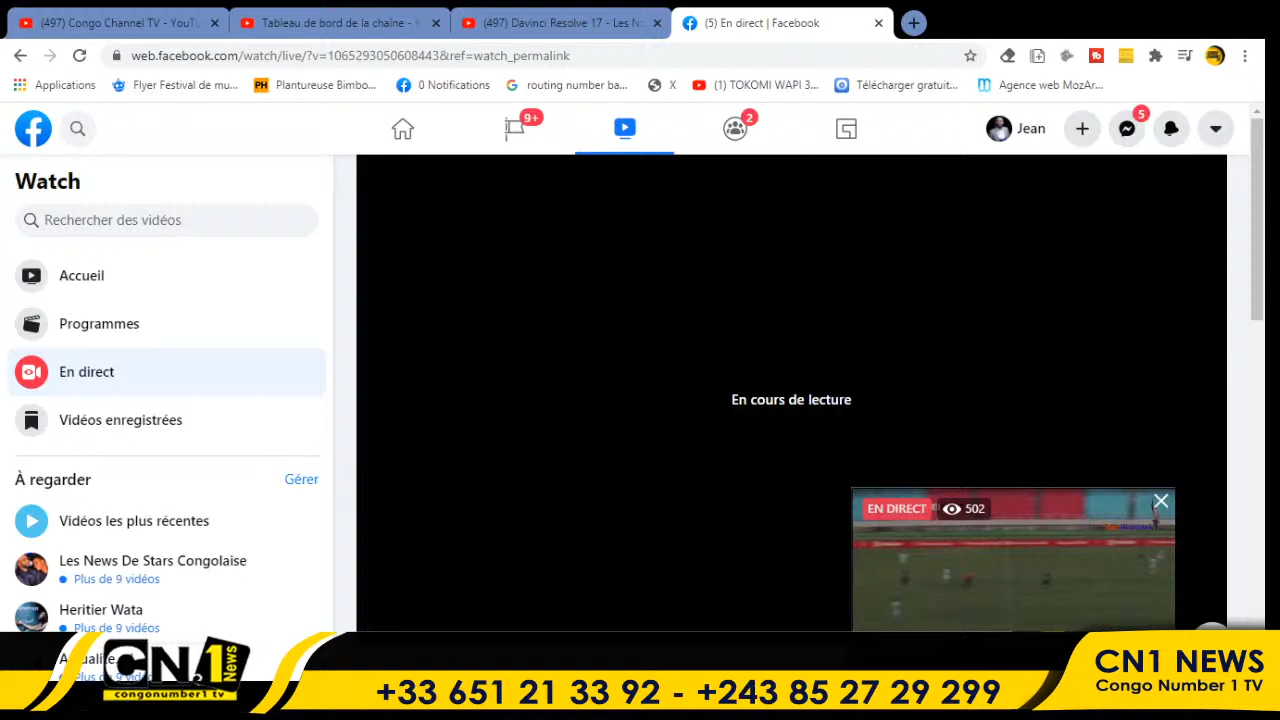 (497) Congo Channel TV - YouTu
Tableau de bord de la chaîne -
(497) Davinci Resolve 17 - Les No
(5) En direct | Facebook
web.facebook.com/watch/live/?v=1065293050608443&ref=watch_permalink
Applications
Flyer Festival de mu...
Plantureuse Bimbo...
0 Notifications
routing number ba...
X
(1) TOKOMI WAPI 3...
Télécharger gratuit...
Agence web MozAr...
9+
2
Jean
5
Watch
Rechercher des vidéos
Accueil
Programmes
En direct
Vidéos enregistrées
À regarder
Gérer
Vidéos les plus récentes
Les News De Stars Congolaise
Plus de 9 vidéos
Heritier Wata
Plus de 9 vidéos
En cours de lecture
EN DIRECT
502
CN.1 News
congonumber1 tv
+33 651 21 33 92 - +243 85 27 29 299
CN1 NEWS
Congo Number 1 TV